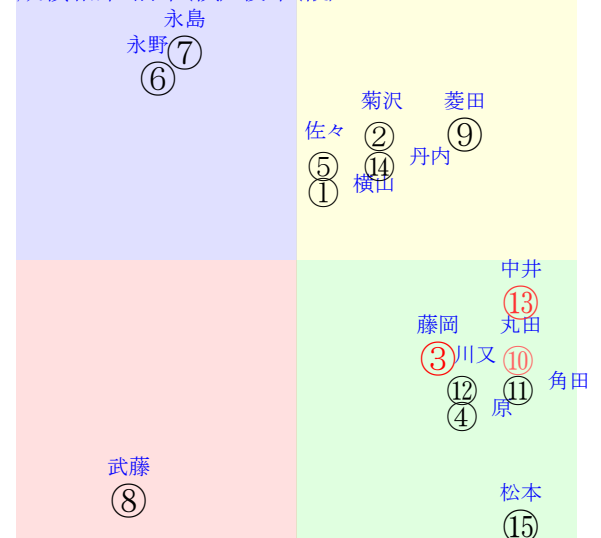 永島
永野 ⑦
⑥
菊沢 菱田
佐々 ② ⑨
⑤ ⑭ 丹内
① 横山
中井
⑬
藤岡 丸田
③ 川又 ⑩
⑫ ⑪ 角田
④ 原
武藤
⑧
松本
⑮